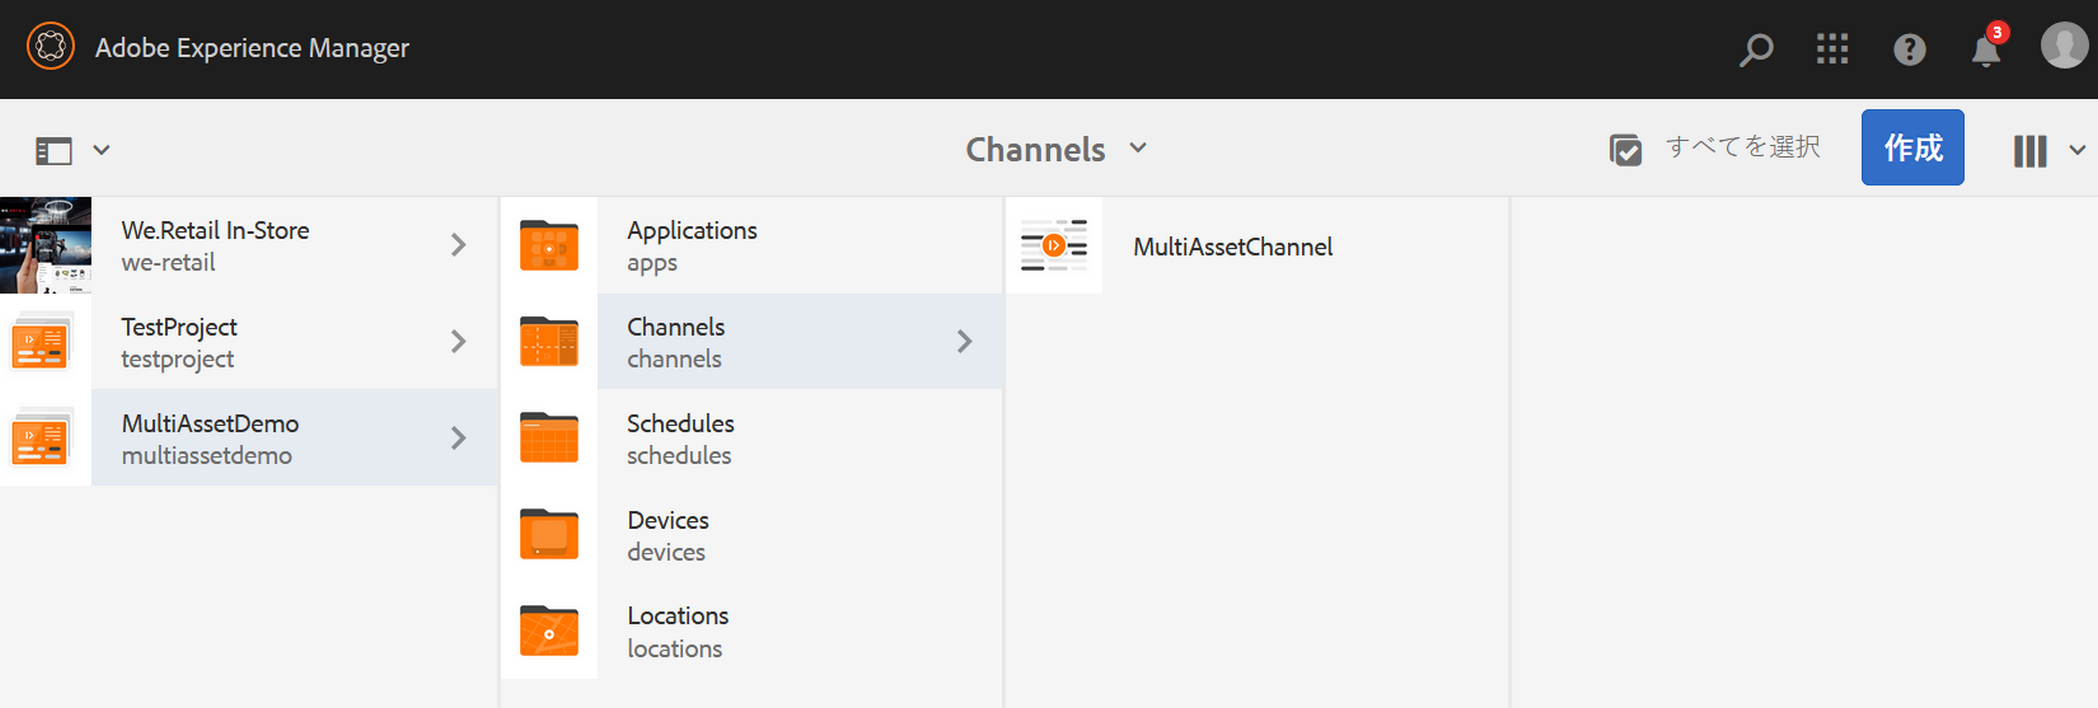 Adobe Experience Manager
3
Channels
すべてを選択
作成
We.Retail In-Store
we-retail
TestProject
testproject
MultiAssetDemo
multiassetdemo
Applications
apps
Channels
channels
Schedules
schedules
Devices
devices
Locations
locations
MultiAssetChannel